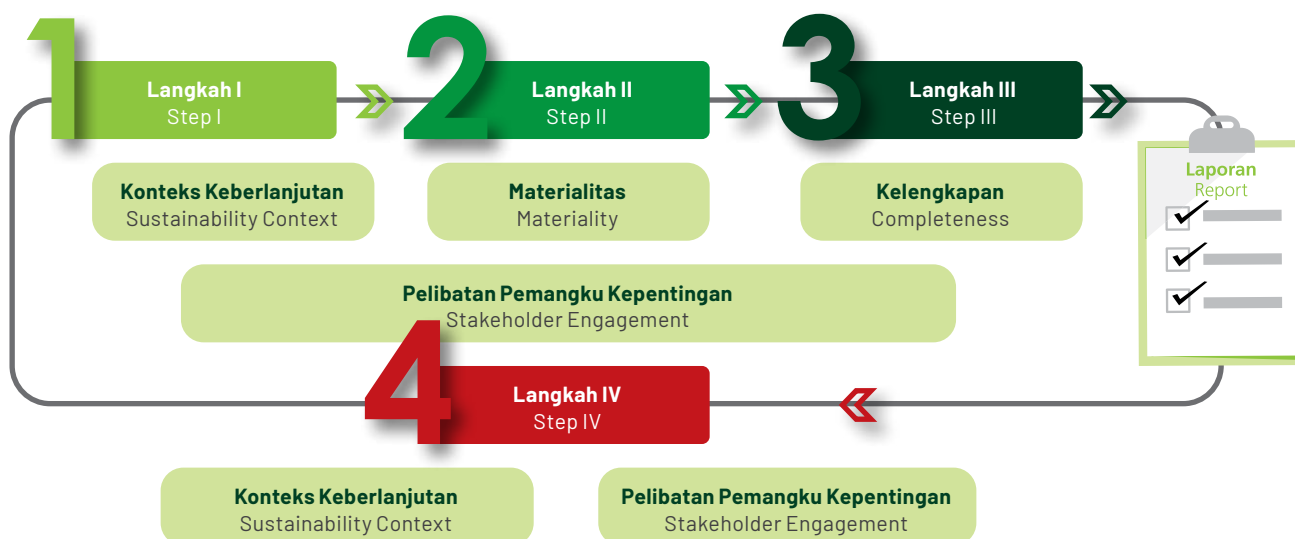 1
Langkah I
Step I
2
Langkah II
Step II
3
Langkah III
Step III
Laporan
Report
Konteks Keberlanjutan
Sustainability Context
Materialitas
Materiality
Kelengkapan
Completeness
Pelibatan Pemangku Kepentingan
Stakeholder Engagement
4
Langkah IV
Step IV
Konteks Keberlanjutan
Sustainability Context
Pelibatan Pemangku Kepentingan
Stakeholder Engagement